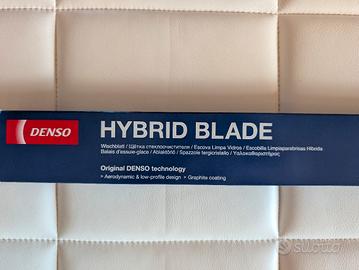 DENSO
HYBRID BLADE
Wischblatt / Щётка стеклоочистителя / Escova Limpa Vidros / Escobilla Limpiaparabrisas Híbrida
Balais d'essuie-glace / Ablaktörlő / Spazzole tergicristallo / Υαλοκαθαριστήρας
Original DENSO technology
> Aerodynamic & low-profile design > Graphite coating
subito